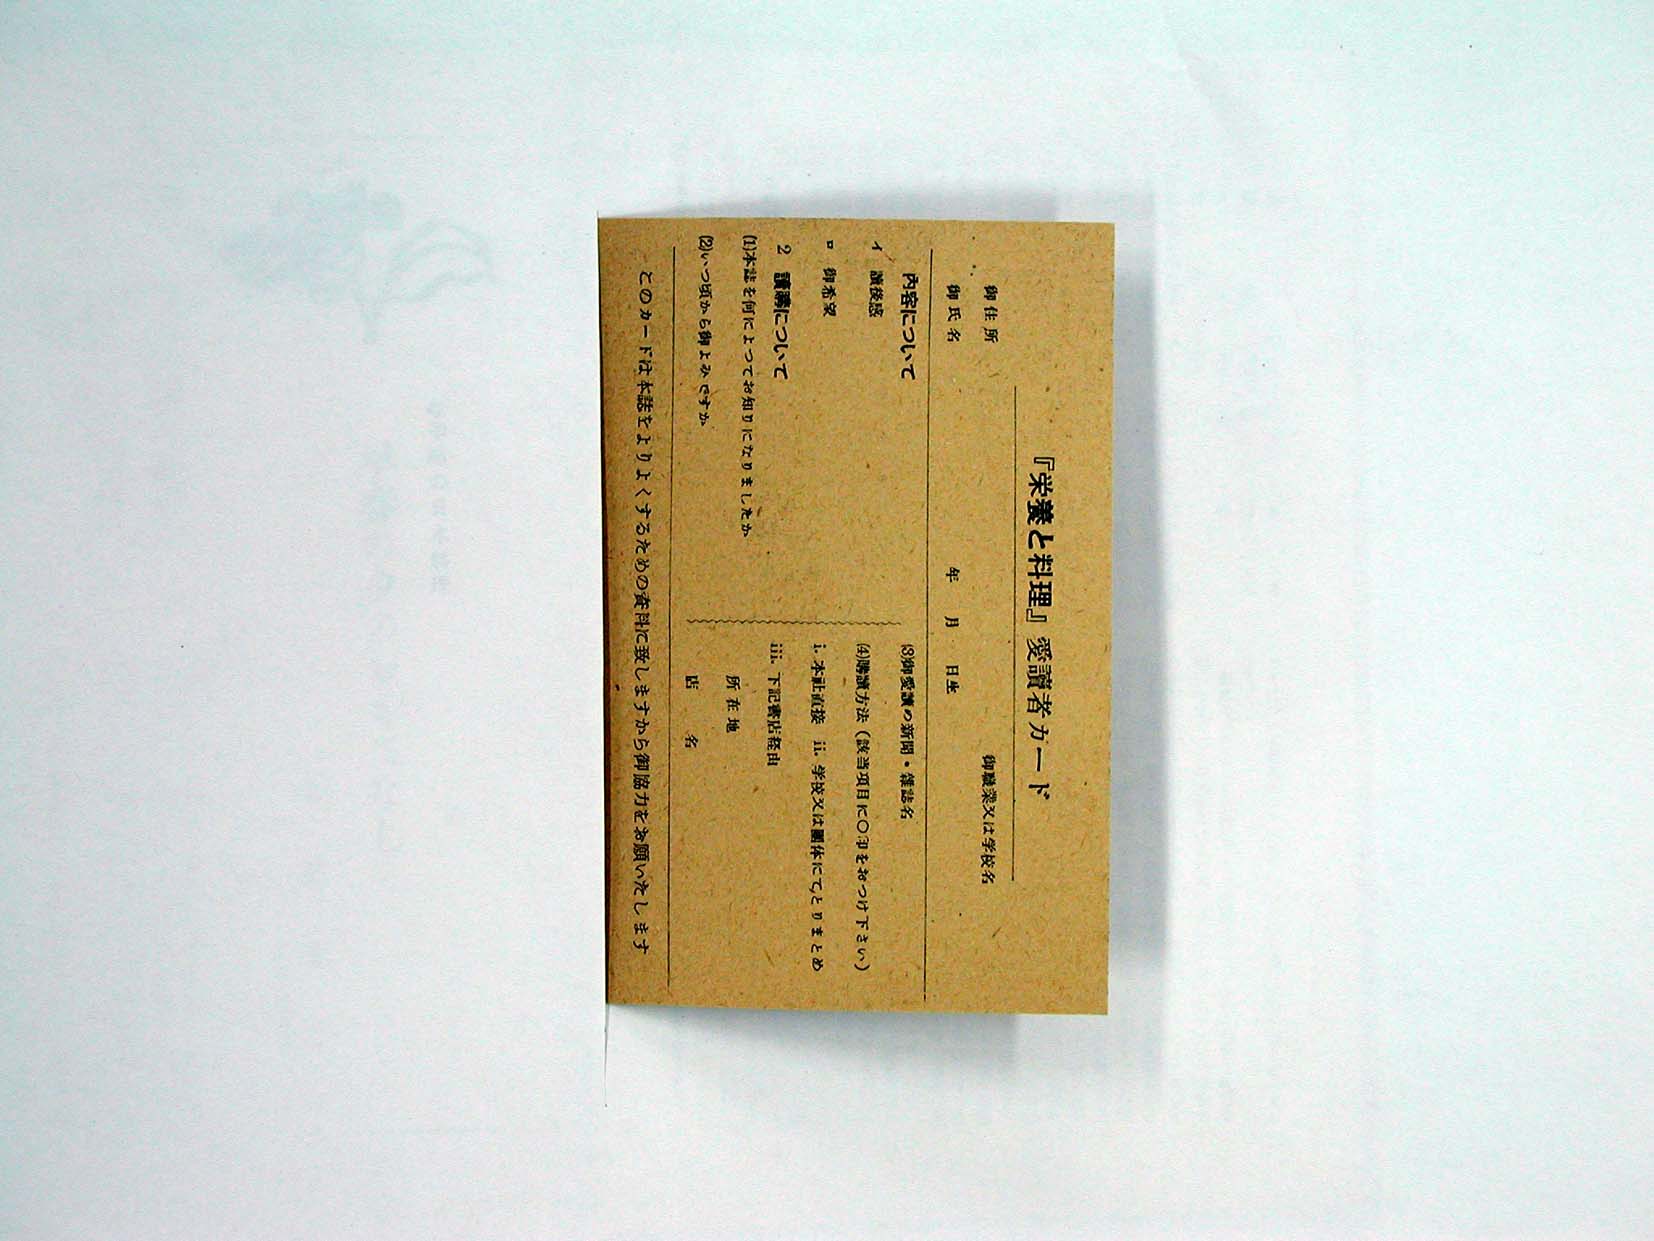 『栄養と料理』愛讀者カード
御住所 御職業又は学校名
御氏名 年 月 日生
内容について
イ 讀後感
ロ 御希望
2 購讀について
(1)本誌を何によつてお知りになりましたか
(2)いつ頃から御よみですか
(3)御愛讀の新聞・雑誌名
(4)購讀方法（該当項目に〇印をおつけ下さい）
i. 本社直接 ii. 学校又は團体にてとりまとめ
iii. 下記書店経由
所在地
店名
このカードは本誌をよりよくするための資料に致しますから御協力をお願いたします